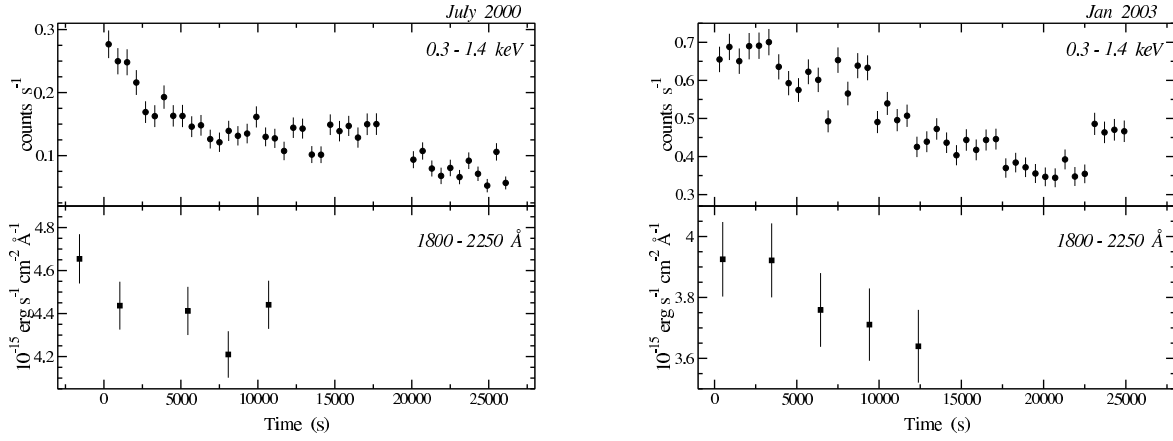 July 2000
0.3 - 1.4 keV
counts s⁻¹
0.3
0.2
0.1
1800 - 2250 Å
10⁻¹⁵ erg s⁻¹ cm⁻² Å⁻¹
4.8
4.6
4.4
4.2
0 5000 10000 15000 20000 25000
Time (s)
Jan 2003
0.3 - 1.4 keV
counts s⁻¹
0.7
0.6
0.5
0.4
0.3
1800 - 2250 Å
10⁻¹⁵ erg s⁻¹ cm⁻² Å⁻¹
4
3.8
3.6
0 5000 10000 15000 20000 25000
Time (s)